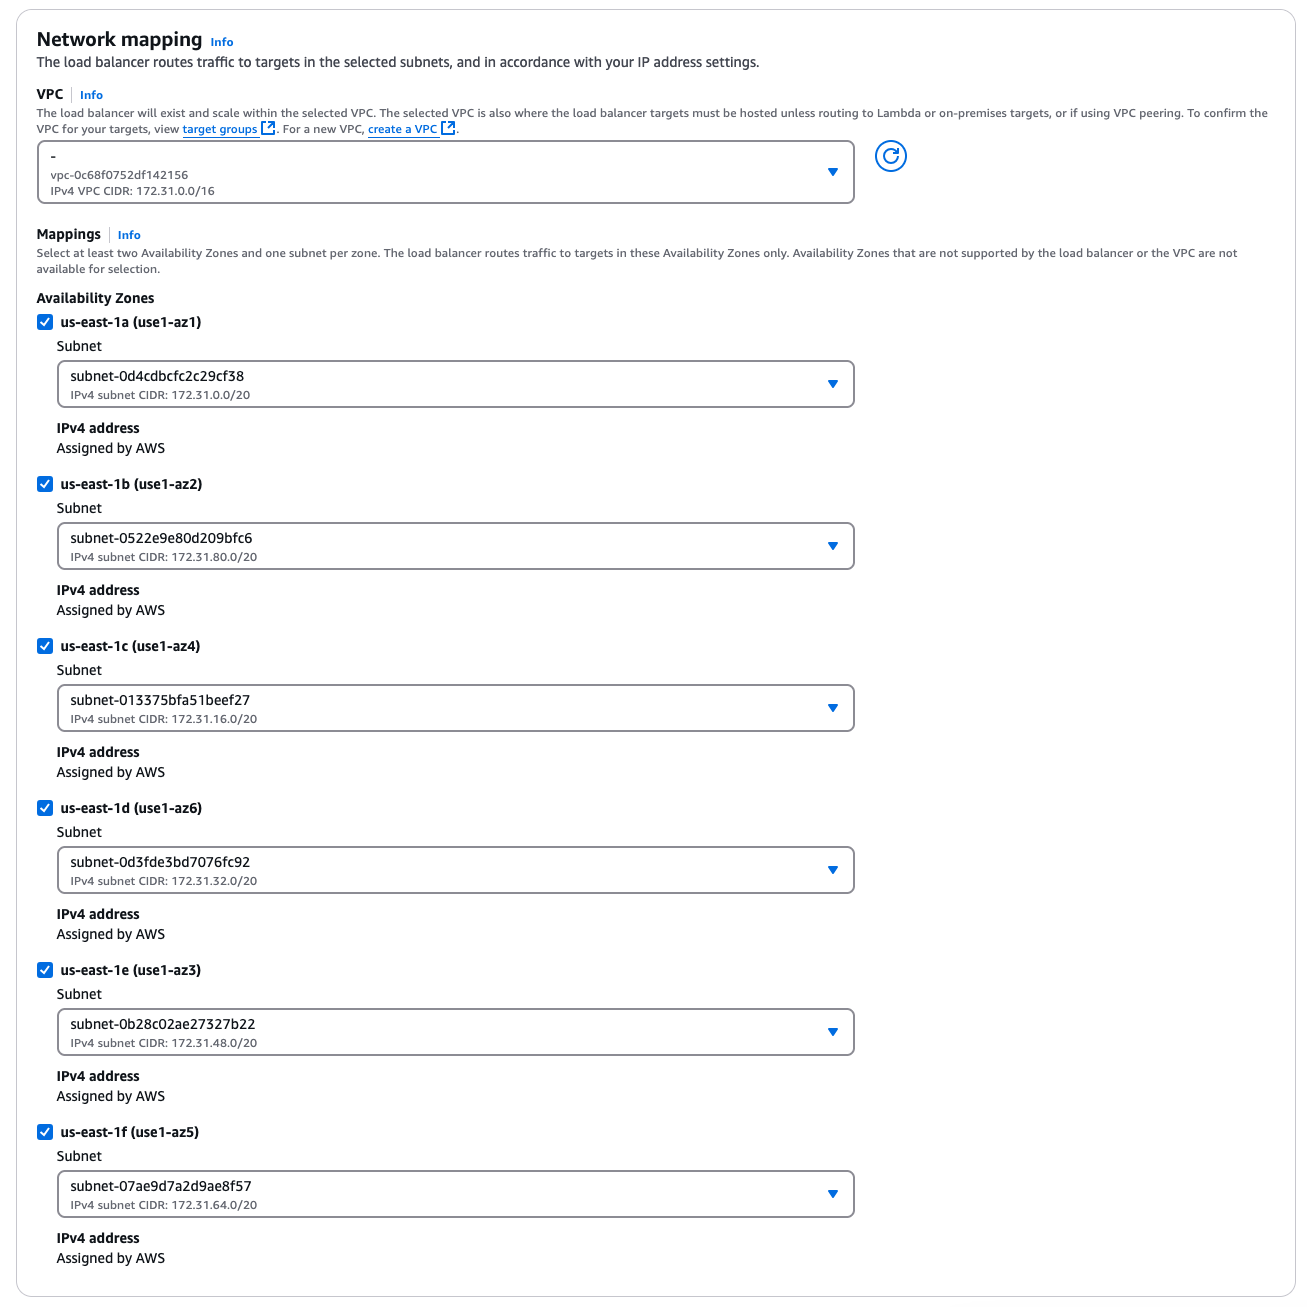 Network mapping Info
The load balancer routes traffic to targets in the selected subnets, and in accordance with your IP address settings.
VPC Info
The load balancer will exist and scale within the selected VPC. The selected VPC is also where the load balancer targets must be hosted unless routing to Lambda or on-premises targets, or if using VPC peering. To confirm the
VPC for your targets, view target groups. For a new VPC, create a VPC.
-
vpc-0c68f0752df142156
IPv4 VPC CIDR: 172.31.0.0/16
Mappings Info
Select at least two Availability Zones and one subnet per zone. The load balancer routes traffic to targets in these Availability Zones only. Availability Zones that are not supported by the load balancer or the VPC are not
available for selection.
Availability Zones
us-east-1a (use1-az1)
Subnet
subnet-0d4cdbcfc2c29cf38
IPv4 subnet CIDR: 172.31.0.0/20
IPv4 address
Assigned by AWS
us-east-1b (use1-az2)
Subnet
subnet-0522e9e80d209bfc6
IPv4 subnet CIDR: 172.31.80.0/20
IPv4 address
Assigned by AWS
us-east-1c (use1-az4)
Subnet
subnet-013375bfa51beef27
IPv4 subnet CIDR: 172.31.16.0/20
IPv4 address
Assigned by AWS
us-east-1d (use1-az6)
Subnet
subnet-0d3fde3bd7076fc92
IPv4 subnet CIDR: 172.31.32.0/20
IPv4 address
Assigned by AWS
us-east-1e (use1-az3)
Subnet
subnet-0b28c02ae27327b22
IPv4 subnet CIDR: 172.31.48.0/20
IPv4 address
Assigned by AWS
us-east-1f (use1-az5)
Subnet
subnet-07ae9d7a2d9ae8f57
IPv4 subnet CIDR: 172.31.64.0/20
IPv4 address
Assigned by AWS